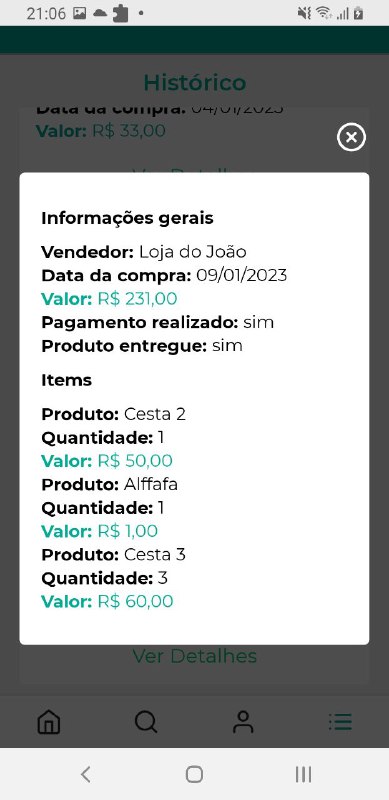 21:06
Histórico
Data da compra: 04/01/2023
Valor: R$ 33,00
Ver Detalhes
Informações gerais
Vendedor: Loja do João
Data da compra: 09/01/2023
Valor: R$ 231,00
Pagamento realizado: sim
Produto entregue: sim
Items
Produto: Cesta 2
Quantidade: 1
Valor: R$ 50,00
Produto: Alffafa
Quantidade: 1
Valor: R$ 1,00
Produto: Cesta 3
Quantidade: 3
Valor: R$ 60,00
Ver Detalhes